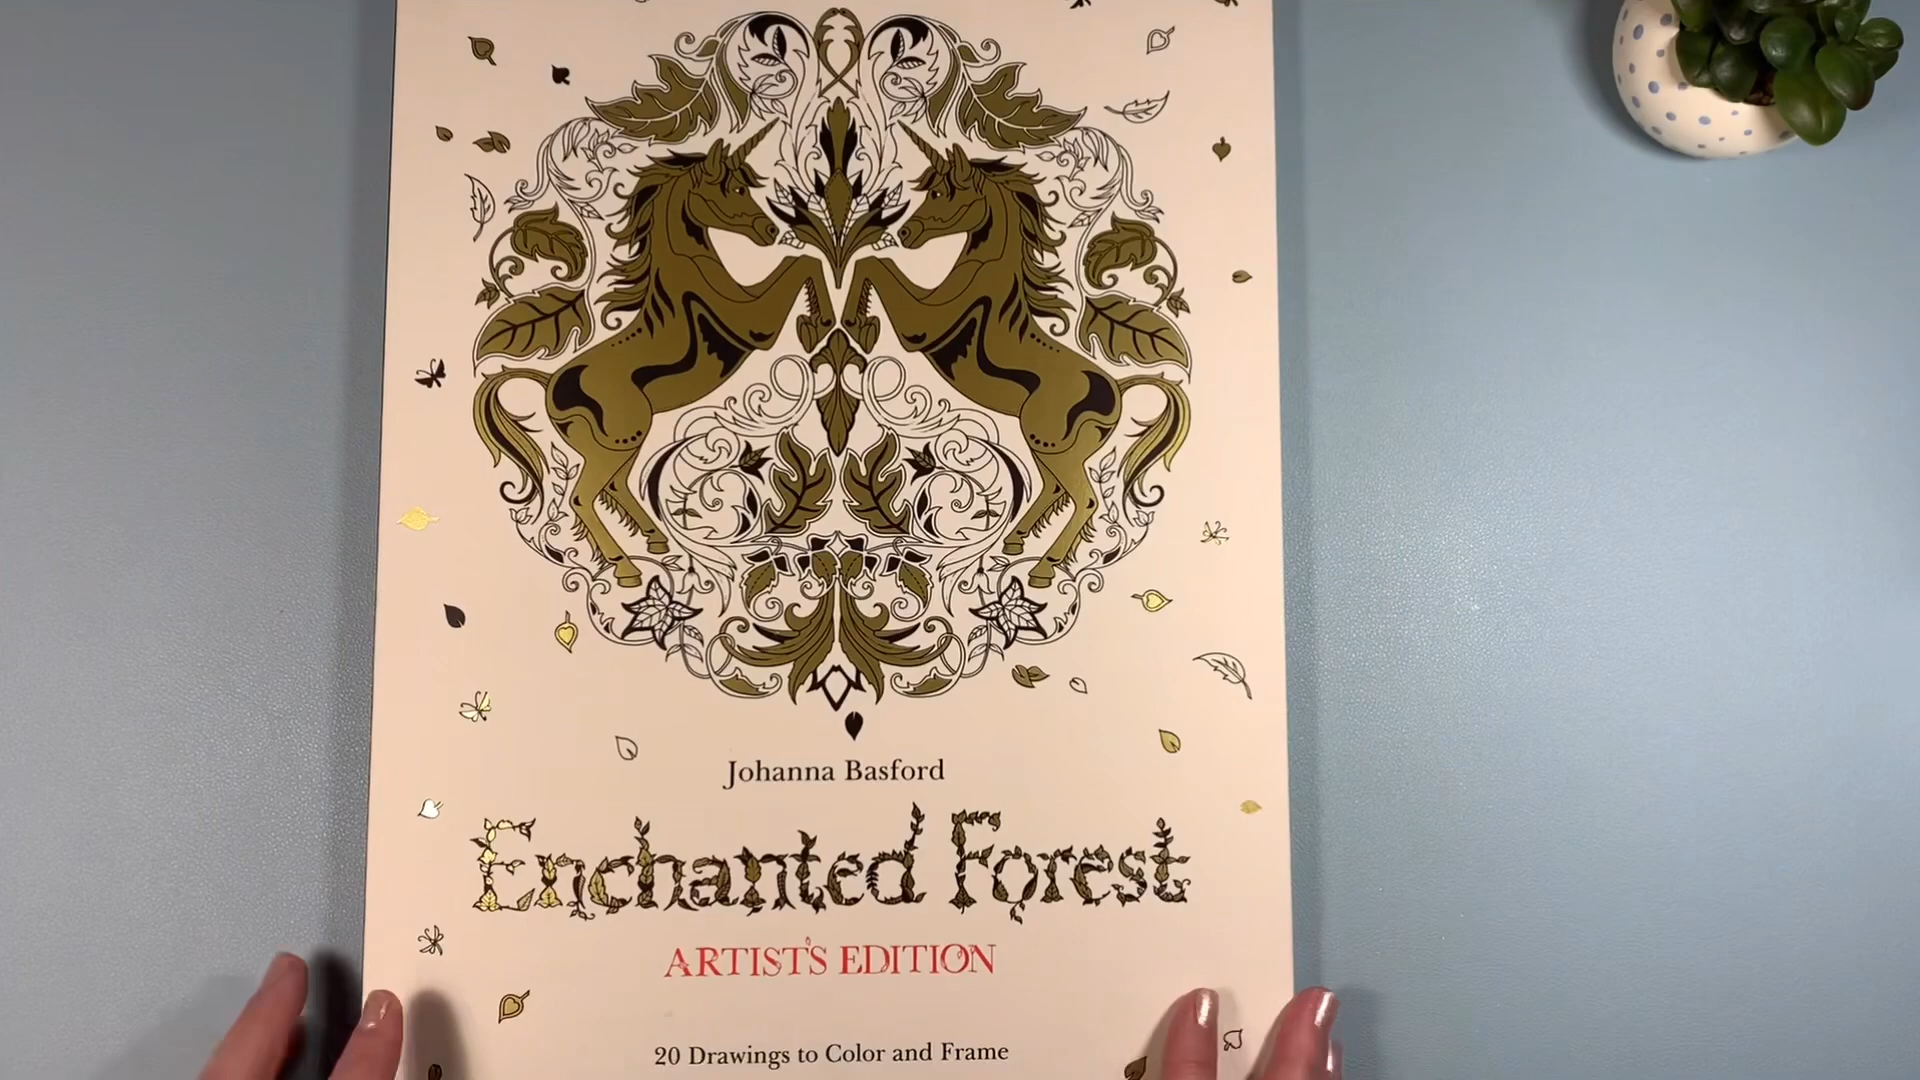 Johanna Basford
Enchanted Forest
ARTIST'S EDITION
20 Drawings to Color and Frame